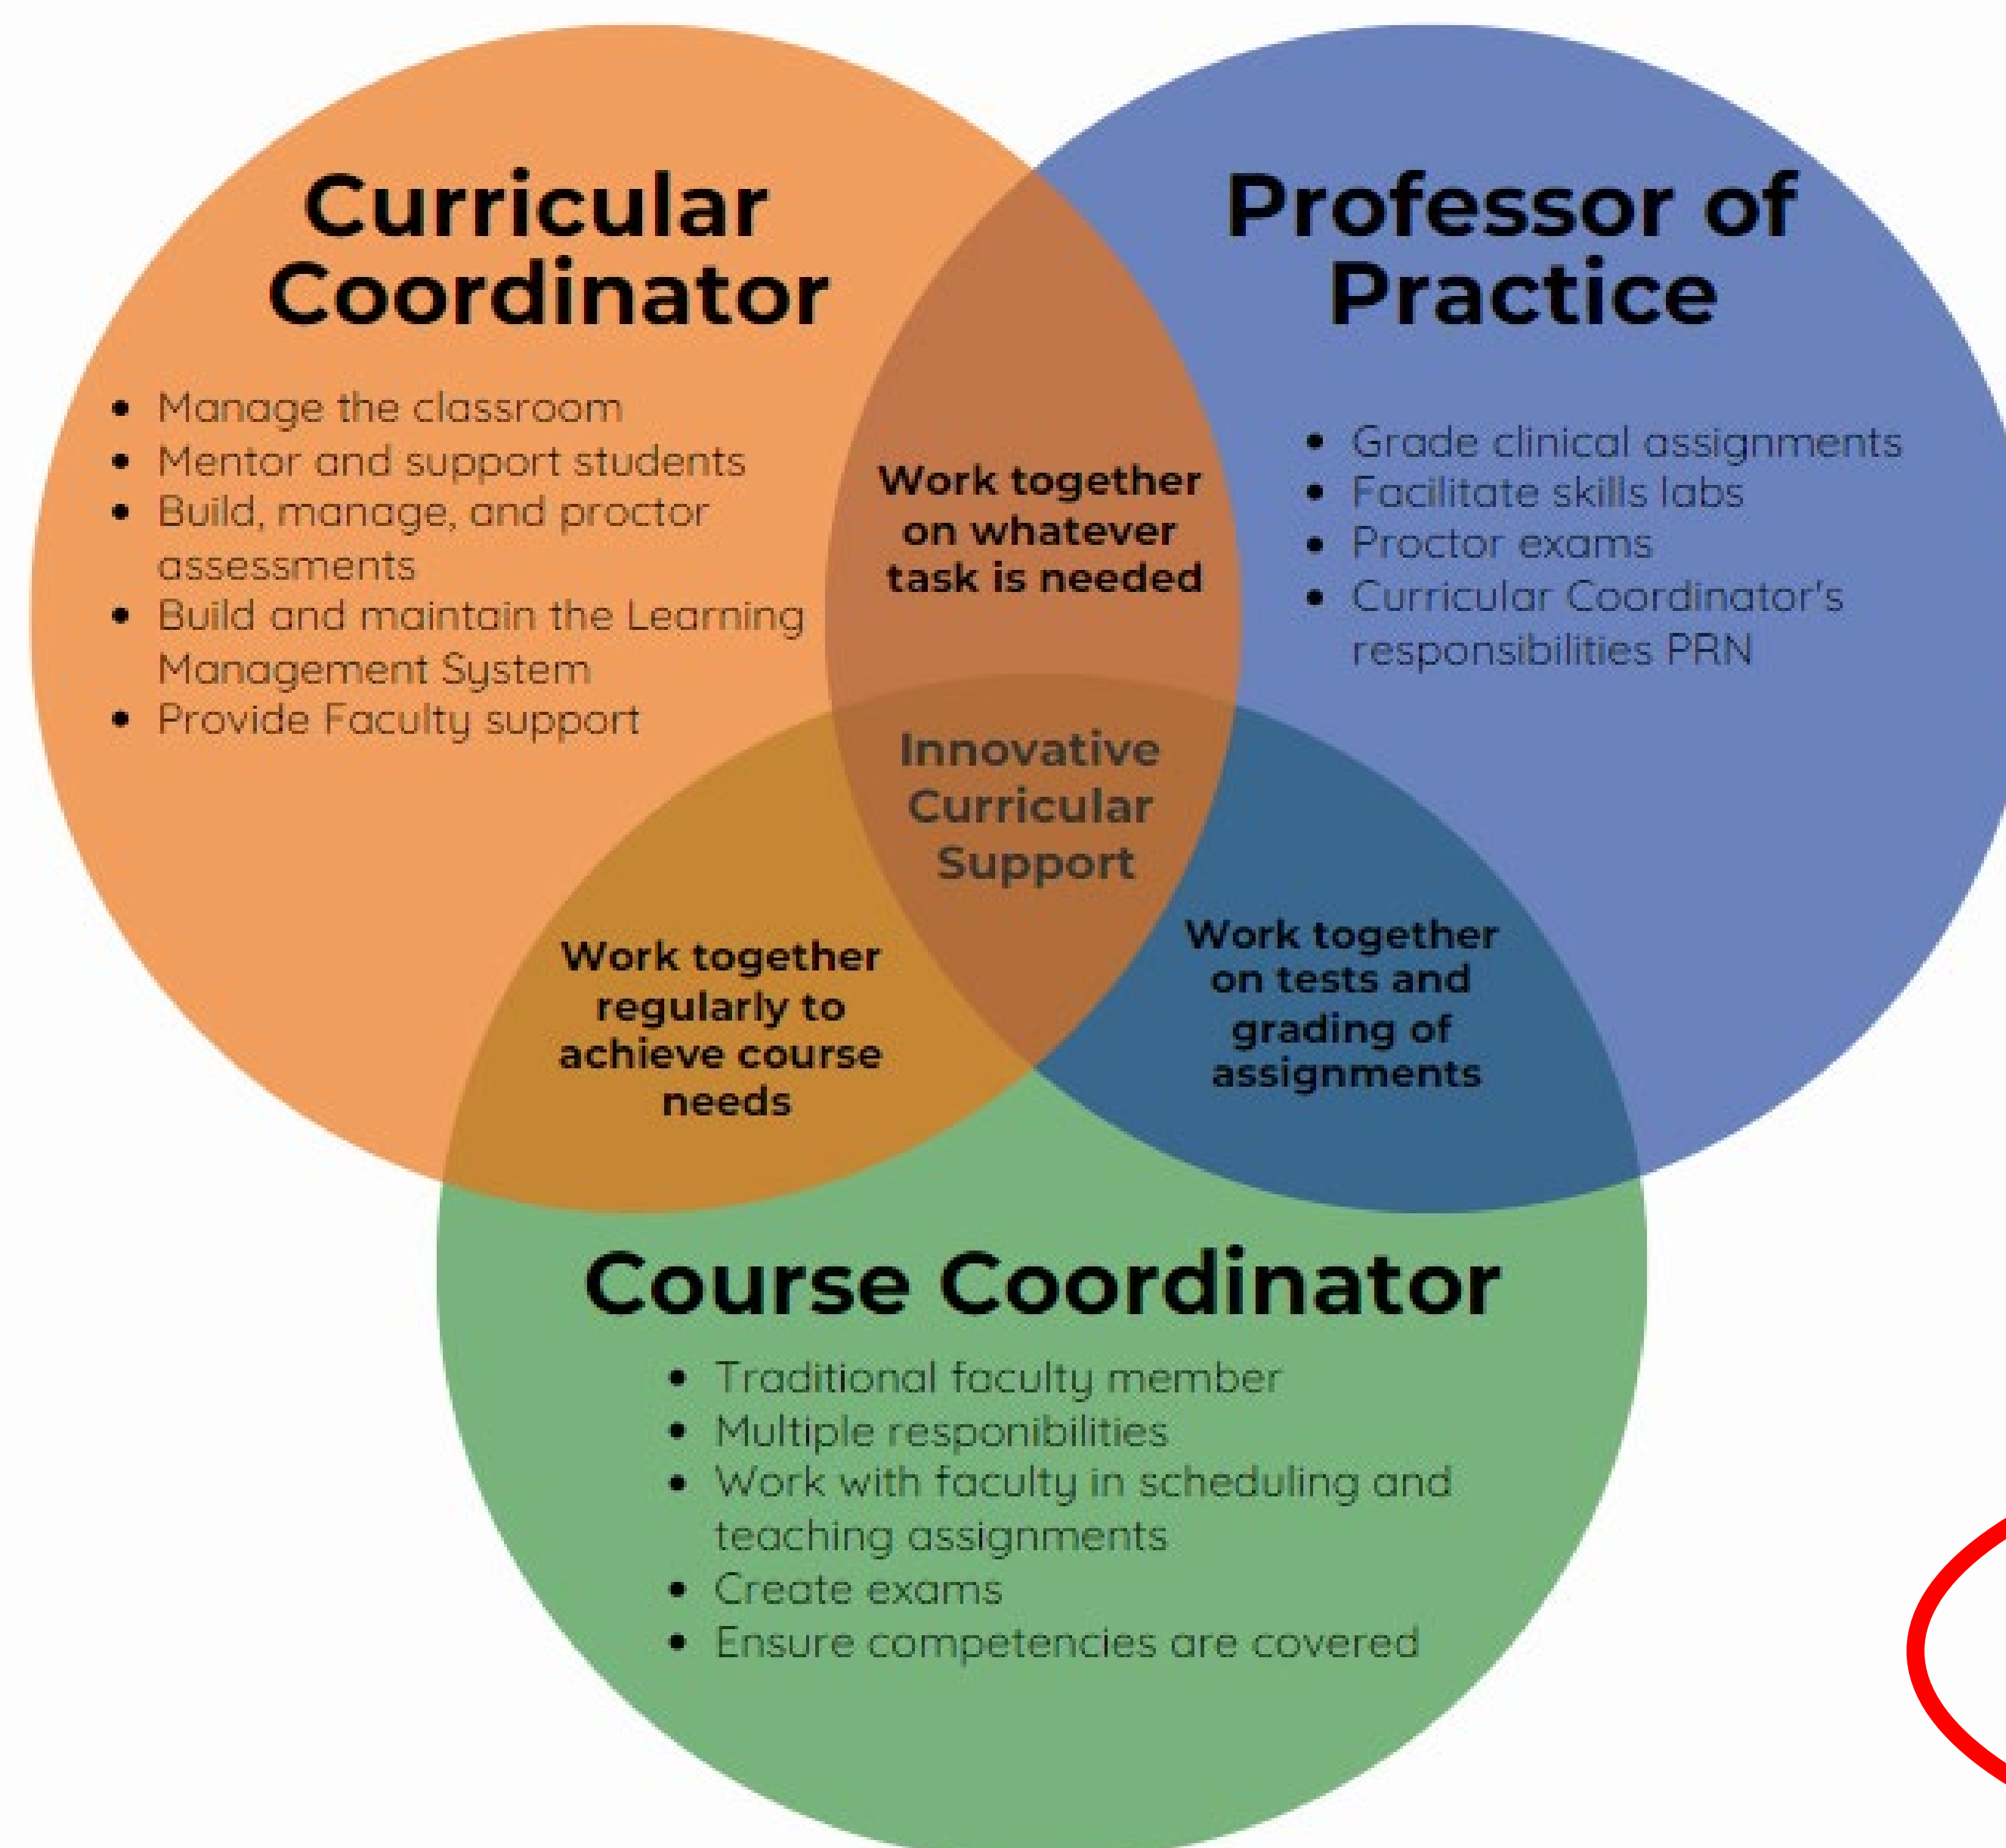 Curricular
Coordinator
• Manage the classroom
• Mentor and support students
• Build, manage, and proctor
assessments
• Build and maintain the Learning
Management System
• Provide Faculty support
Professor of
Practice
• Grade clinical assignments
• Facilitate skills labs
• Proctor exams
• Curricular Coordinator's
responsibilities PRN
Work together
on whatever
task is needed
Innovative
Curricular
Support
Work together
regularly to
achieve course
needs
Work together
on tests and
grading of
assignments
Course Coordinator
• Traditional faculty member
• Multiple responibilities
• Work with faculty in scheduling and
teaching assignments
• Create exams
• Ensure competencies are covered